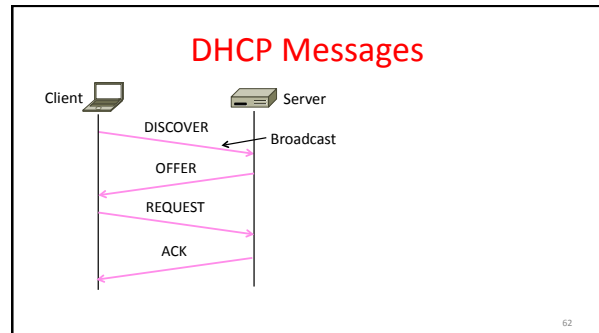 DHCP Messages
Client
Server
DISCOVER
Broadcast
OFFER
REQUEST
ACK
62